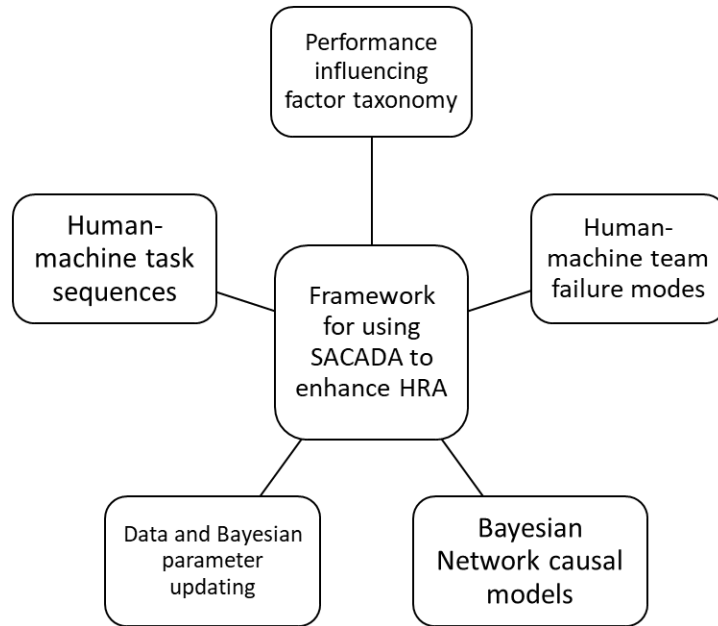 Performance
influencing
factor taxonomy
Human-
machine task
sequences
Human-
machine team
failure modes
Framework
for using
SACADA to
enhance HRA
Data and Bayesian
parameter
updating
Bayesian
Network causal
models